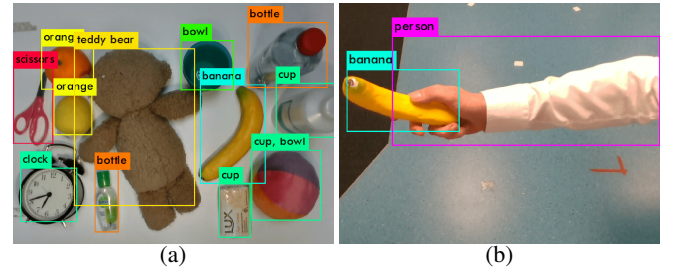 bottle
orang
teddy bear
bowl
person
scissors
banana
cup
banana
orange
cup, bowl
clock
bottle
cup
LUX
(a)
(b)